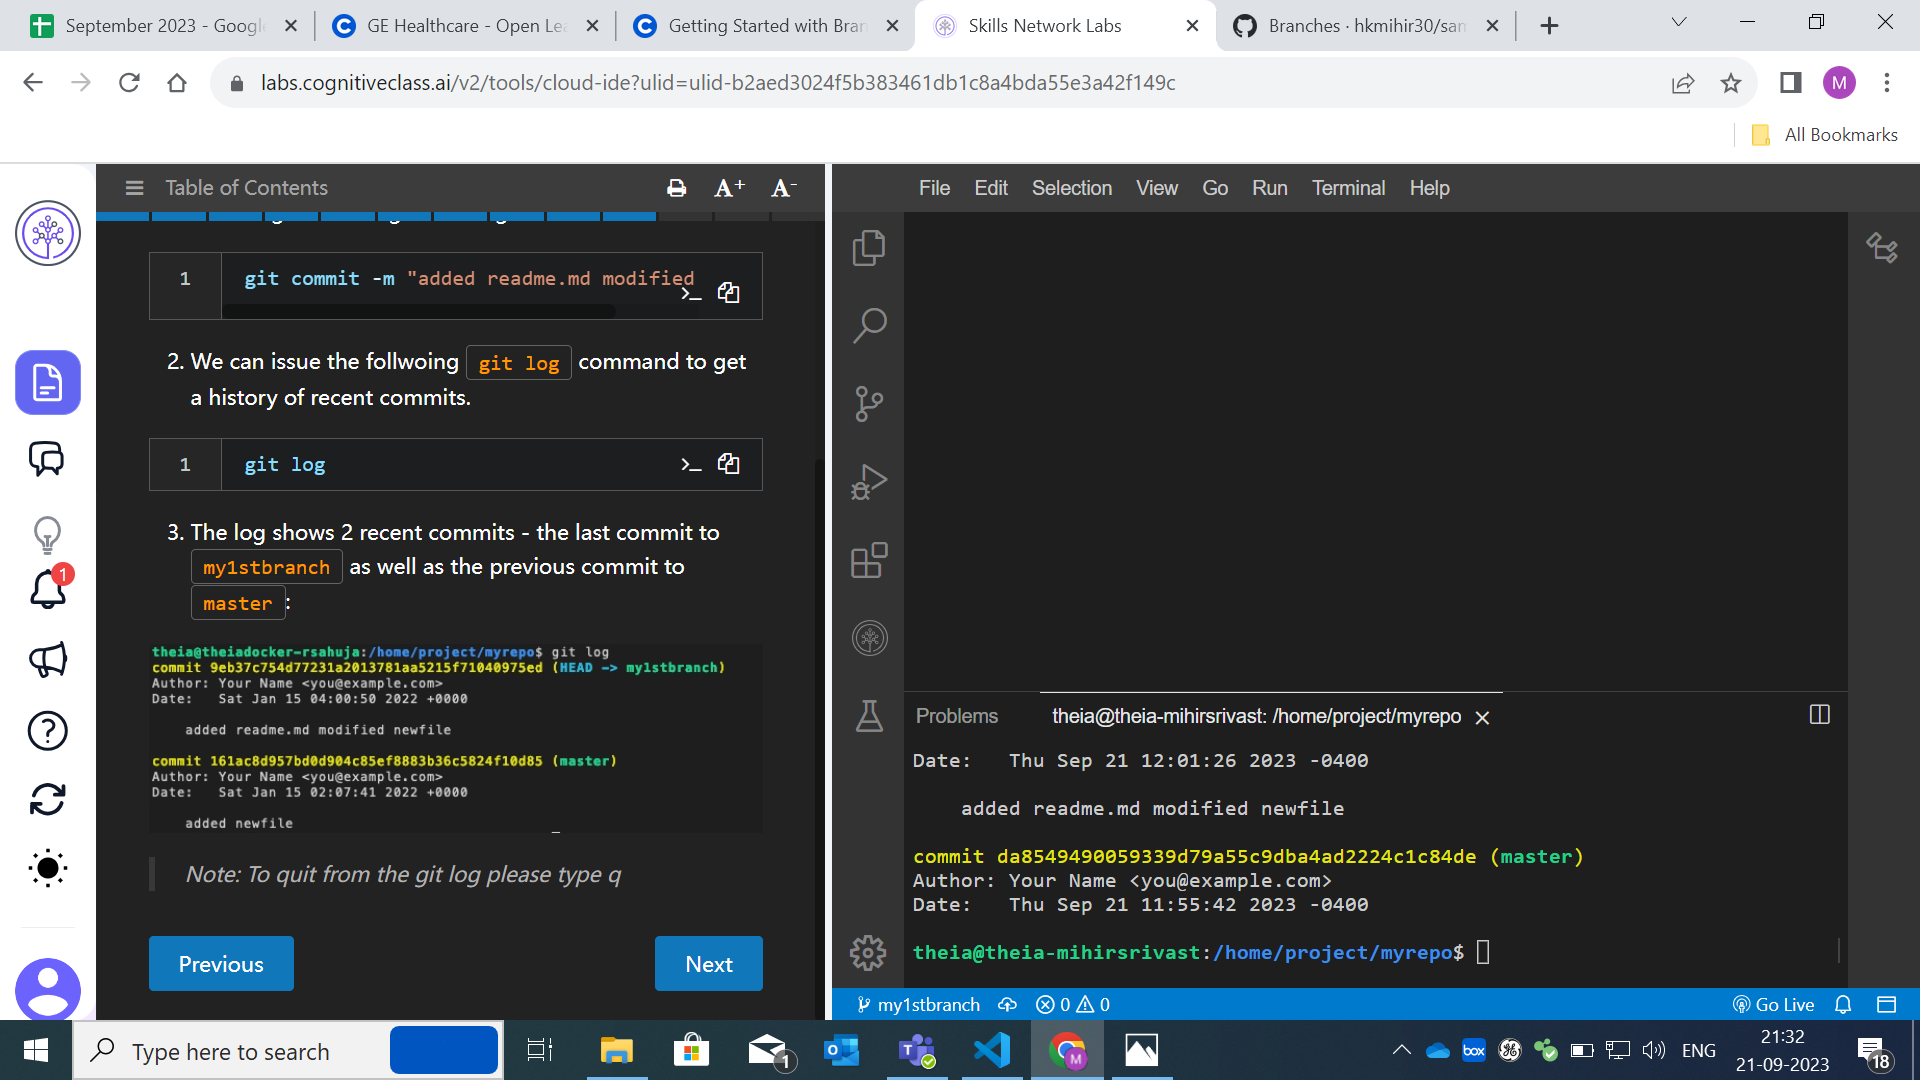 September 2023 - Google
GE Healthcare - Open Lea
Getting Started with Bran
Skills Network Labs
Branches · hkmihir30/sam
labs.cognitiveclass.ai/v2/tools/cloud-ide?ulid=ulid-b2aed3024f5b383461db1c8a4bda55e3a42f149c
M
All Bookmarks
Table of Contents
A+
A-
File Edit Selection View Go Run Terminal Help
1 git commit -m "added readme.md modified
2. We can issue the follwoing git log command to get
a history of recent commits.
1 git log
3. The log shows 2 recent commits - the last commit to
my1stbranch as well as the previous commit to
master :
theia@theiadocker-rsahuja:/home/project/myrepo$ git log
commit 9eb37c754d77231a2013781aa5215f71040975ed (HEAD -> my1stbranch)
Author: Your Name <you@example.com>
Date: Sat Jan 15 04:00:50 2022 +0000
added readme.md modified newfile
commit 161ac8d957bd0d904c85ef8883b36c5824f10d85 (master)
Author: Your Name <you@example.com>
Date: Sat Jan 15 02:07:41 2022 +0000
added newfile
Note: To quit from the git log please type q
Previous
Next
1
Problems
theia@theia-mihirsrivast: /home/project/myrepo
Date: Thu Sep 21 12:01:26 2023 -0400
added readme.md modified newfile
commit da8549490059339d79a55c9dba4ad2224c1c84de (master)
Author: Your Name <you@example.com>
Date: Thu Sep 21 11:55:42 2023 -0400
theia@theia-mihirsrivast:/home/project/myrepo$
my1stbranch
0
0
Go Live
Type here to search
1
M
box
ENG
21:32
21-09-2023
18